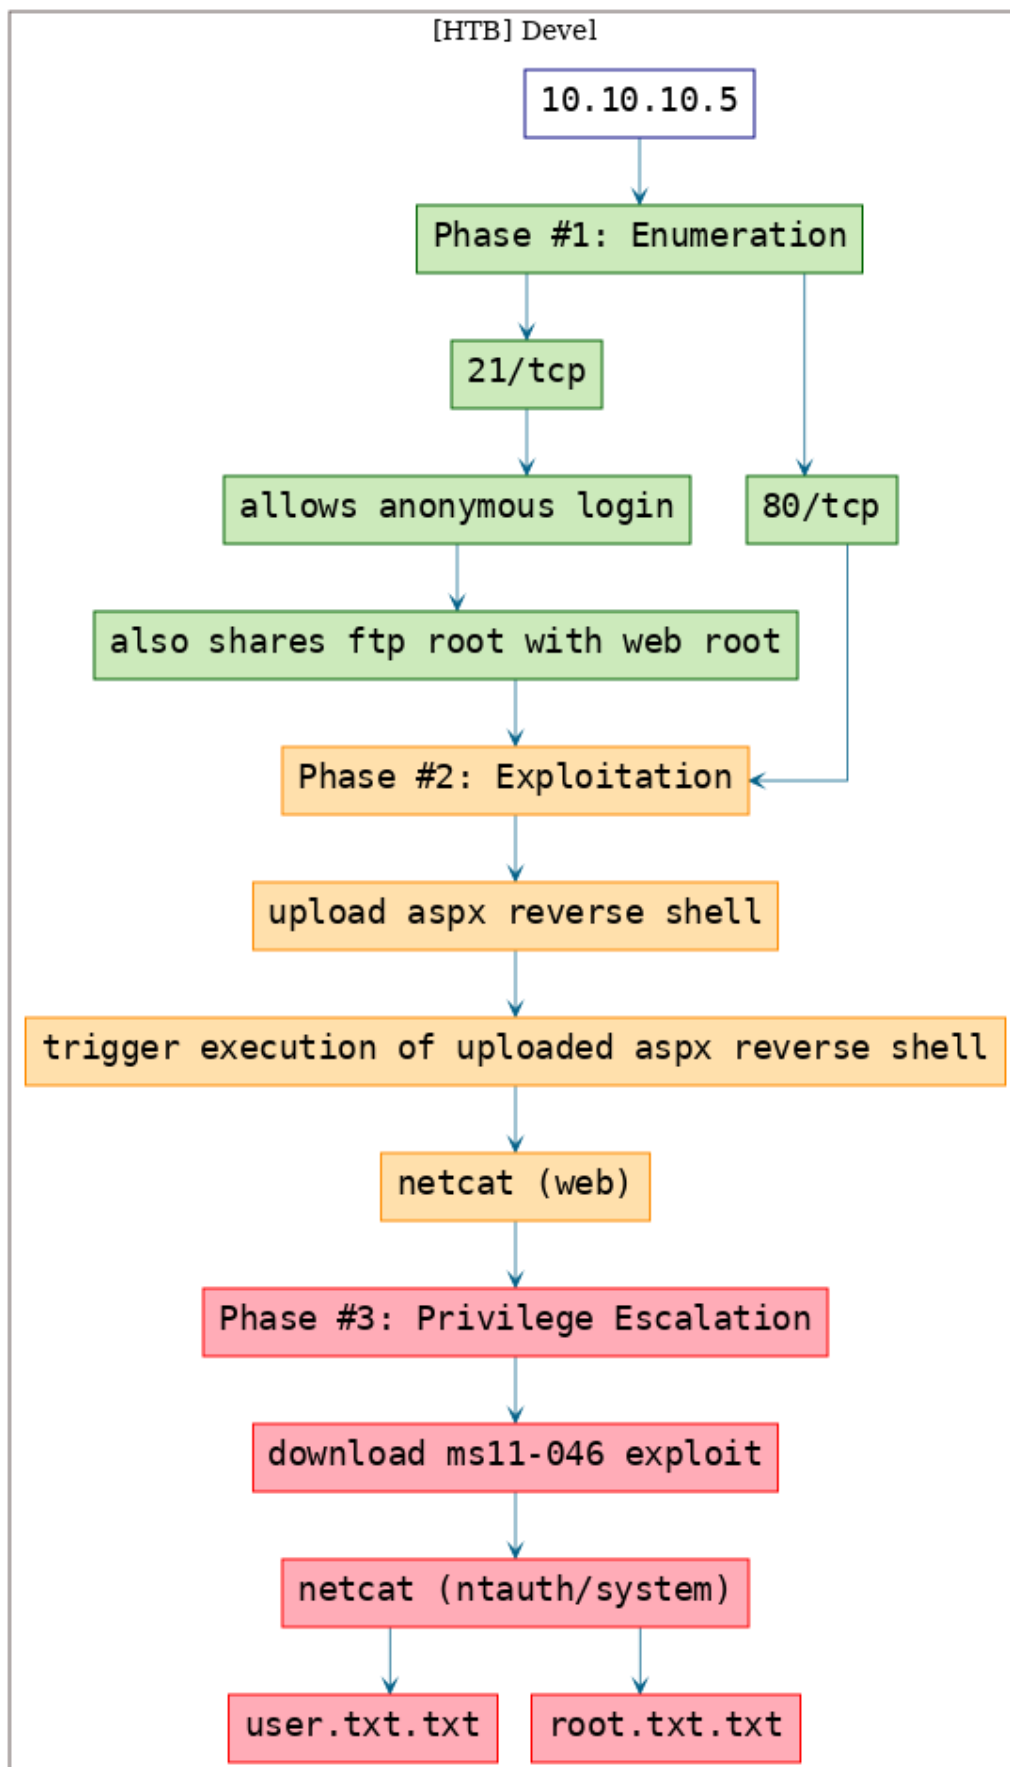 [HTB] Devel
10.10.10.5
Phase #1: Enumeration
21/tcp
allows anonymous login
80/tcp
also shares ftp root with web root
Phase #2: Exploitation
upload aspx reverse shell
trigger execution of uploaded aspx reverse shell
netcat (web)
Phase #3: Privilege Escalation
download ms11-046 exploit
netcat (ntauth/system)
user.txt.txt
root.txt.txt